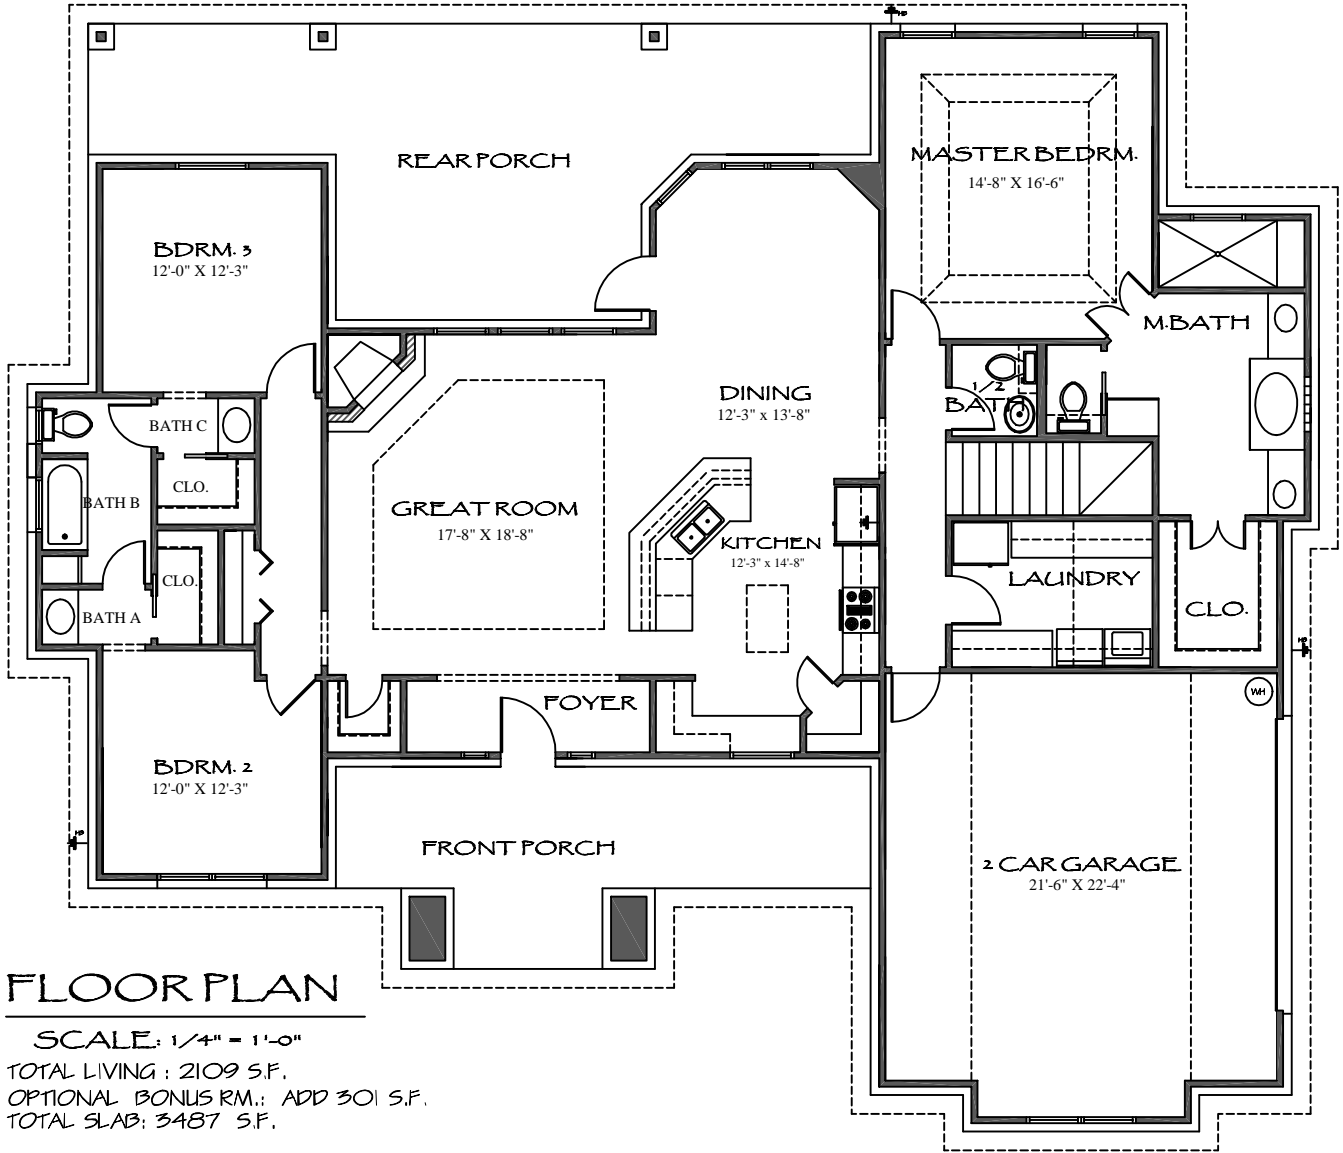 HB
REAR PORCH
MASTER BEDRM.
14'-8" X 16'-6"
BDRM. 3
12'-0" X 12'-3"
M.BATH
DINING
12'-3" x 13'-8"
1/2
BATH
BATH C
CLO.
BATH B
GREAT ROOM
17'-8" X 18'-8"
KITCHEN
12'-3" x 14'-8"
LAUNDRY
CLO.
CLO.
BATH A
FOYER
WH
HB
BDRM. 2
12'-0" X 12'-3"
HB
FRONT PORCH
2 CAR GARAGE
21'-6" X 22'-4"
FLOOR PLAN
SCALE: 1/4" = 1'-0"
TOTAL LIVING : 2109 S.F.
OPTIONAL BONUS RM.: ADD 301 S.F.
TOTAL SLAB: 3487 S.F.